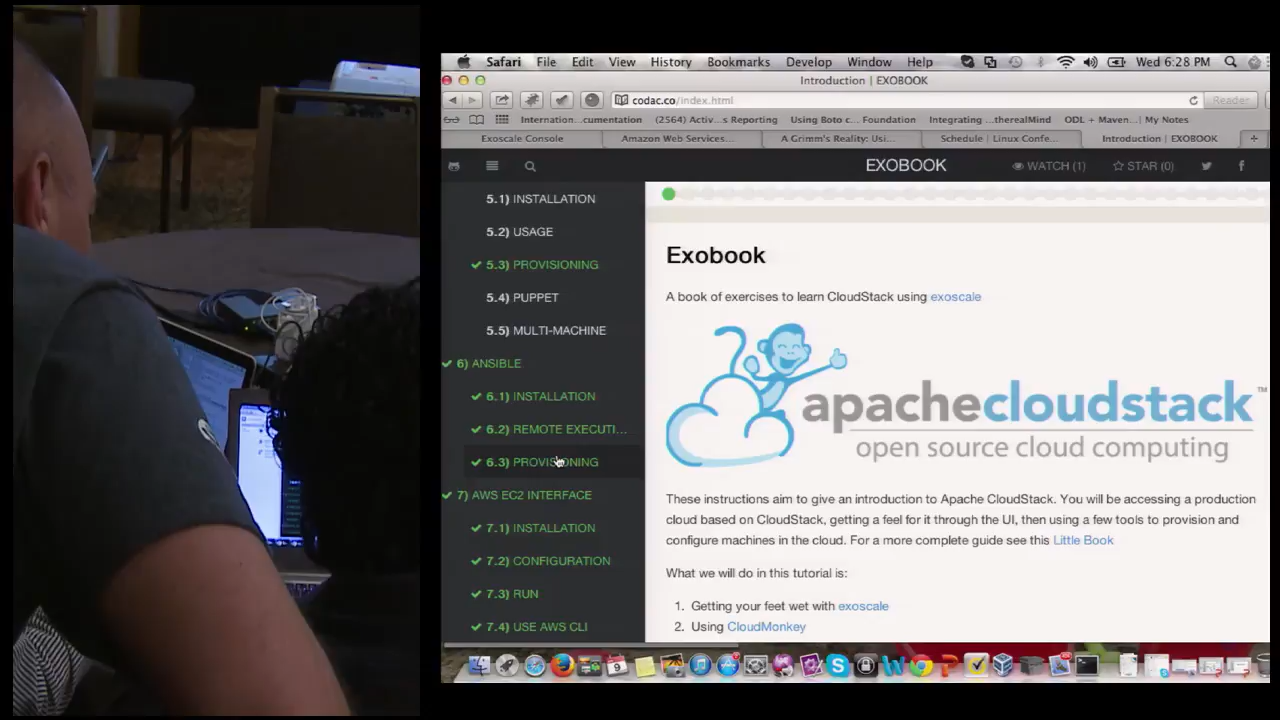 Safari File Edit View History Bookmarks Develop Window Help Wed 6:28 PM
Introduction | EXOBOOK
codac.co/index.html Reader
Internation...cumentation (2564) Activ...s Reporting Using Boto c... Foundation Integrating ...therealMind ODL + Maven... | My Notes
Exoscale Console Amazon Web Services... A Grimm's Reality: Usi... Schedule | Linux Confe... Introduction | EXOBOOK
EXOBOOK WATCH (1) STAR (0)
5.1) INSTALLATION
5.2) USAGE
5.3) PROVISIONING
5.4) PUPPET
5.5) MULTI-MACHINE
6) ANSIBLE
6.1) INSTALLATION
6.2) REMOTE EXECUTI...
6.3) PROVISIONING
7) AWS EC2 INTERFACE
7.1) INSTALLATION
7.2) CONFIGURATION
7.3) RUN
7.4) USE AWS CLI
Exobook
A book of exercises to learn CloudStack using exoscale
apachecloudstack™
open source cloud computing
These instructions aim to give an introduction to Apache CloudStack. You will be accessing a production
cloud based on CloudStack, getting a feel for it through the UI, then using a few tools to provision and
configure machines in the cloud. For a more complete guide see this Little Book
What we will do in this tutorial is:
1. Getting your feet wet with exoscale
2. Using CloudMonkey